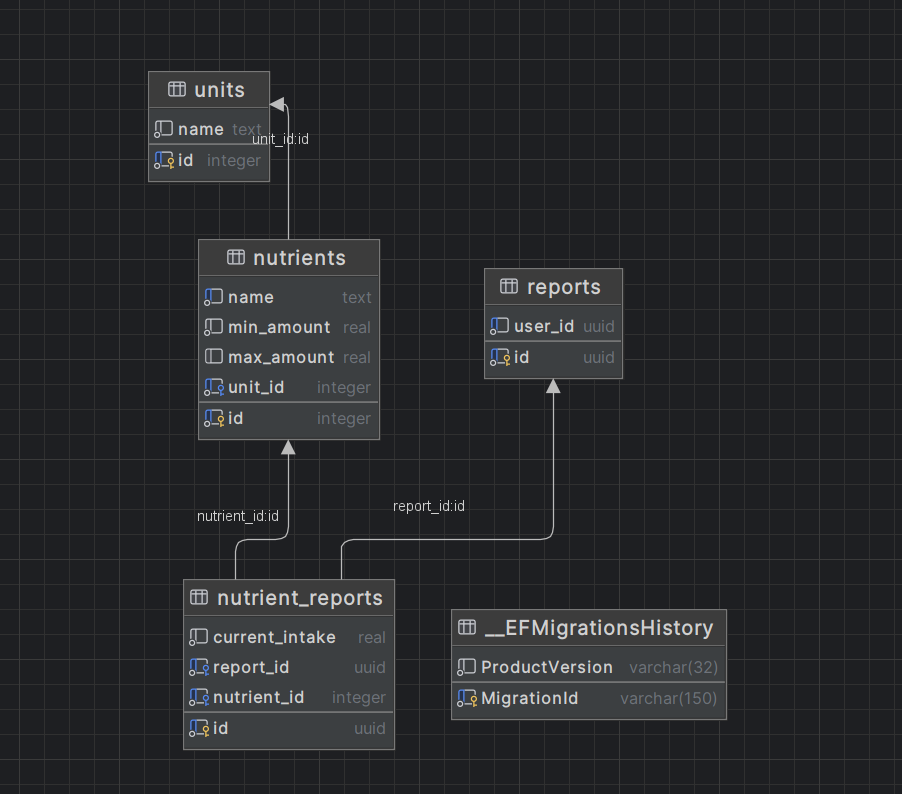 units
name text
unit_id:id
id integer
nutrients
name text
min_amount real
max_amount real
unit_id integer
id integer
reports
user_id uuid
id uuid
nutrient_id:id
report_id:id
nutrient_reports
current_intake real
report_id uuid
nutrient_id integer
id uuid
__EFMigrationsHistory
ProductVersion varchar(32)
MigrationId varchar(150)